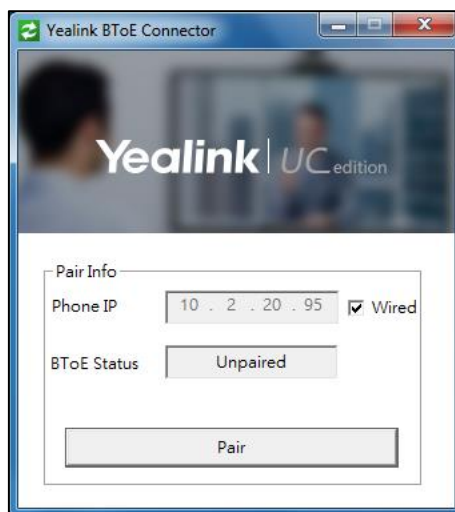 Yealink BToE Connector
Yealink | UC edition
Pair Info
Phone IP 10 . 2 . 20 . 95 Wired
BToE Status Unpaired
Pair